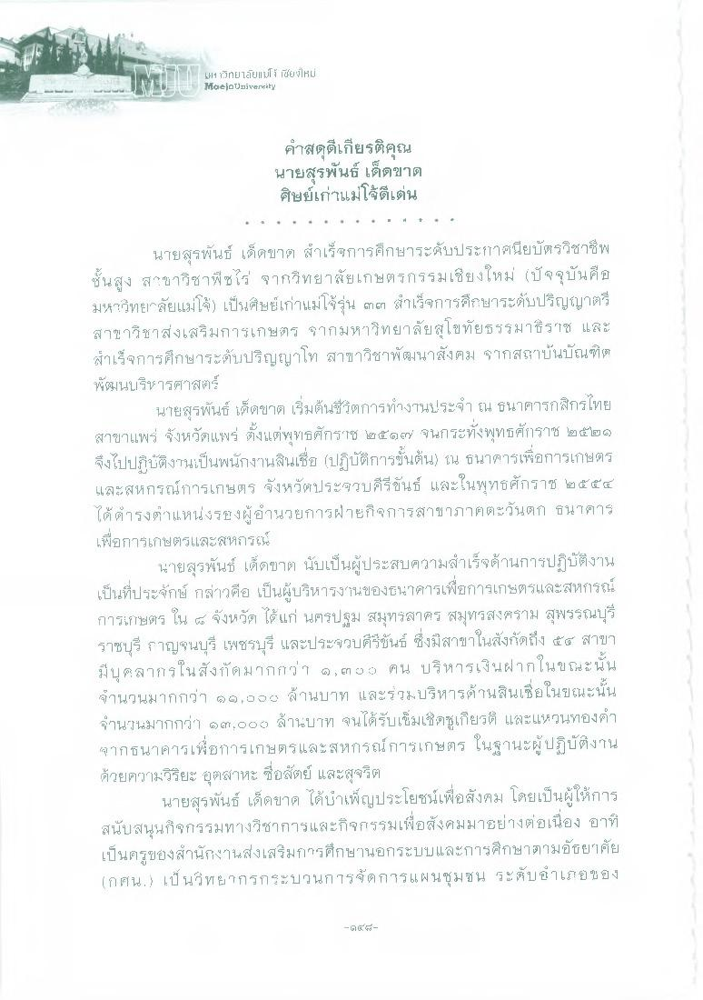 MJU มหาวิทยาลัยแม่โจ้ เชียงใหม่
Maejo University
คำสดุดีเกียรติคุณ
นายสุรพันธ์ เด็ดขาด
ศิษย์เก่าแม่โจ้ดีเด่น
นายสุรพันธ์ เด็ดขาด สำเร็จการศึกษาระดับประกาศนียบัตรวิชาชีพ
ชั้นสูง สาขาวิชาพืชไร่ จากวิทยาลัยเกษตรกรรมเชียงใหม่ (ปัจจุบันคือ
มหาวิทยาลัยแม่โจ้) เป็นศิษย์เก่าแม่โจ้รุ่น ๓๓ สำเร็จการศึกษาระดับปริญญาตรี
สาขาวิชาส่งเสริมการเกษตร จากมหาวิทยาลัยสุโขทัยธรรมาธิราช และ
สำเร็จการศึกษาระดับปริญญาโท สาขาวิชาพัฒนาสังคม จากสถาบันบัณฑิต
พัฒนบริหารศาสตร์
นายสุรพันธ์ เด็ดขาด เริ่มต้นชีวิตการทำงานประจำ ณ ธนาคารกสิกรไทย
สาขาแพร่ จังหวัดแพร่ ตั้งแต่พุทธศักราช ๒๕๑๗ จนกระทั่งพุทธศักราช ๒๕๒๑
จึงไปปฏิบัติงานเป็นพนักงานสินเชื่อ (ปฏิบัติการขั้นต้น) ณ ธนาคารเพื่อการเกษตร
และสหกรณ์การเกษตร จังหวัดประจวบคีรีขันธ์ และในพุทธศักราช ๒๕๕๔
ได้ดำรงตำแหน่งรองผู้อำนวยการฝ่ายกิจการสาขาภาคตะวันตก ธนาคาร
เพื่อการเกษตรและสหกรณ์
นายสุรพันธ์ เด็ดขาด นับเป็นผู้ประสบความสำเร็จด้านการปฏิบัติงาน
เป็นที่ประจักษ์ กล่าวคือ เป็นผู้บริหารงานของธนาคารเพื่อการเกษตรและสหกรณ์
การเกษตร ใน ๘ จังหวัด ได้แก่ นครปฐม สมุทรสาคร สมุทรสงคราม สุพรรณบุรี
ราชบุรี กาญจนบุรี เพชรบุรี และประจวบคีรีขันธ์ ซึ่งมีสาขาในสังกัดถึง ๕๔ สาขา
มีบุคลากรในสังกัดมากกว่า ๑,๓๐๐ คน บริหารเงินฝากในขณะนั้น
จำนวนมากกว่า ๑๑,๐๐๐ ล้านบาท และร่วมบริหารด้านสินเชื่อในขณะนั้น
จำนวนมากกว่า ๑๓,๐๐๐ ล้านบาท จนได้รับเข็มเชิดชูเกียรติ และแหวนทองคำ
จากธนาคารเพื่อการเกษตรและสหกรณ์การเกษตร ในฐานะผู้ปฏิบัติงาน
ด้วยความวิริยะ อุตสาหะ ซื่อสัตย์ และสุจริต
นายสุรพันธ์ เด็ดขาด ได้บำเพ็ญประโยชน์เพื่อสังคม โดยเป็นผู้ให้การ
สนับสนุนกิจกรรมทางวิชาการและกิจกรรมเพื่อสังคมมาอย่างต่อเนื่อง อาทิ
เป็นครูของสำนักงานส่งเสริมการศึกษานอกระบบและการศึกษาตามอัธยาศัย
(กศน.) เป็นวิทยากรกระบวนการจัดการแผนชุมชน ระดับอำเภอของ
-๑๔๘-